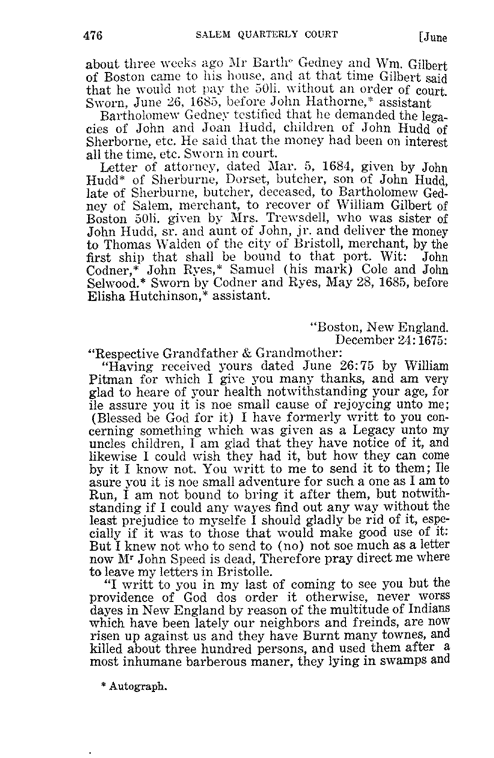 476 SALEM QUARTERLY COURT [June
about three weeks ago Mr Bartho Gedney and Wm. Gilbert
of Boston came to his house, and at that time Gilbert said
that he would not pay the 50li. without an order of court.
Sworn, June 26, 1685, before John Hathorne,* assistant
Bartholomew Gedney testified that he demanded the lega-
cies of John and Joan Hudd, children of John Hudd of
Sherborne, etc. He said that the money had been on interest
all the time, etc. Sworn in court.
Letter of attorney, dated Mar. 5, 1684, given by John
Hudd* of Sherburne, Dorset, butcher, son of John Hudd,
late of Sherburne, butcher, deceased, to Bartholomew Ged-
ney of Salem, merchant, to recover of William Gilbert of
Boston 50li. given by Mrs. Trewsdell, who was sister of
John Hudd, sr. and aunt of John, jr. and deliver the money
to Thomas Walden of the city of Bristoll, merchant, by the
first ship that shall be bound to that port. Wit: John
Codner,* John Ryes,* Samuel (his mark) Cole and John
Selwood.* Sworn by Codner and Ryes, May 28, 1685, before
Elisha Hutchinson,* assistant.
"Boston, New England.
December 24: 1675:
"Respective Grandfather & Grandmother:
"Having received yours dated June 26:75 by William
Pitman for which I give you many thanks, and am very
glad to heare of your health notwithstanding your age, for
ile assure you it is noe small cause of rejoycing unto me;
(Blessed be God for it) I have formerly writt to you con-
cerning something which was given as a Legacy unto my
uncles children, I am glad that they have notice of it, and
likewise I could wish they had it, but how they can come
by it I know not. You writt to me to send it to them; Ile
asure you it is noe small adventure for such a one as I am to
Run, I am not bound to bring it after them, but notwith-
standing if I could any wayes find out any way without the
least prejudice to myselfe I should gladly be rid of it, espe-
cially if it was to those that would make good use of it:
But I knew not who to send to (no) not soe much as a letter
now Mr John Speed is dead, Therefore pray direct me where
to leave my letters in Bristolle.
"I writt to you in my last of coming to see you but the
providence of God dos order it otherwise, never worss
dayes in New England by reason of the multitude of Indians
which have been lately our neighbors and freinds, are now
risen up against us and they have Burnt many townes, and
killed about three hundred persons, and used them after a
most inhumane barberous maner, they lying in swamps and
* Autograph.